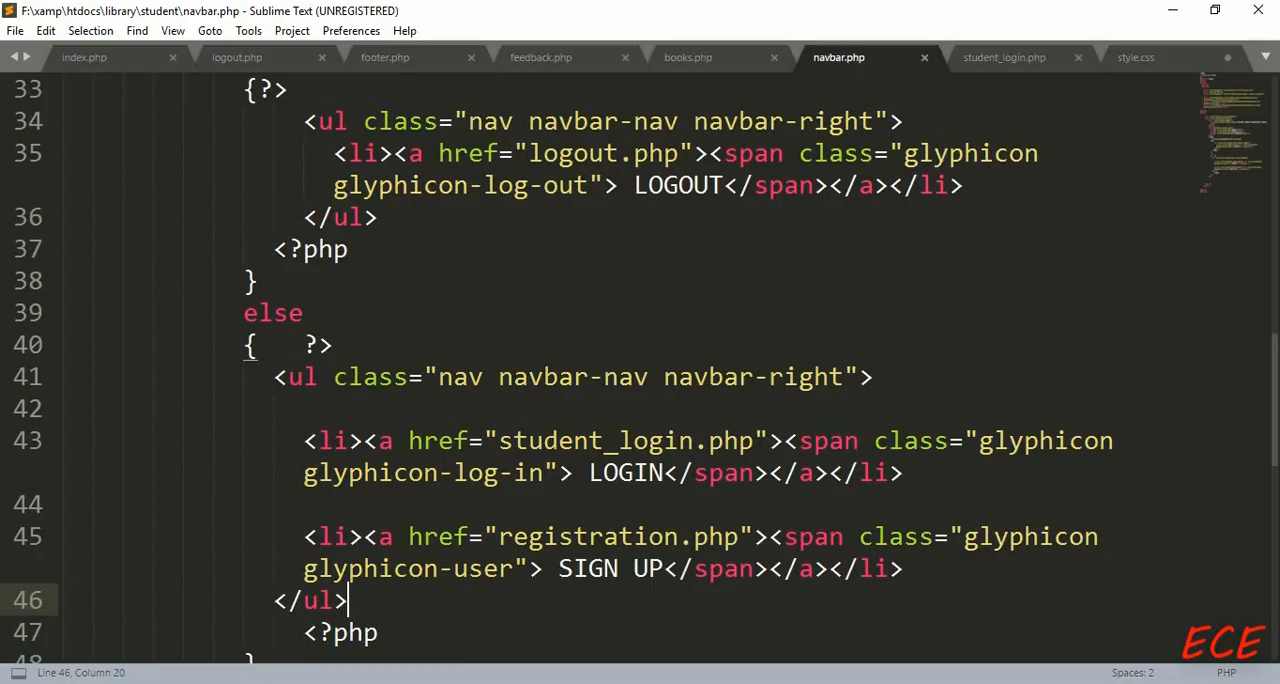 F:\xamp\htdocs\library\student\navbar.php - Sublime Text (UNREGISTERED)
File Edit Selection Find View Goto Tools Project Preferences Help
index.php logout.php footer.php feedback.php books.php navbar.php student_login.php style.css
33 {?>
34 <ul class="nav navbar-nav navbar-right">
35 <li><a href="logout.php"><span class="glyphicon
glyphicon-log-out"> LOGOUT</span></a></li>
36 </ul>
37 <?php
38 }
39 else
40 { ?>
41 <ul class="nav navbar-nav navbar-right">
42
43 <li><a href="student_login.php"><span class="glyphicon
glyphicon-log-in"> LOGIN</span></a></li>
44
45 <li><a href="registration.php"><span class="glyphicon
glyphicon-user"> SIGN UP</span></a></li>
46 </ul>
47 <?php
48 }
ECE
Line 46, Column 20 Spaces: 2 PHP